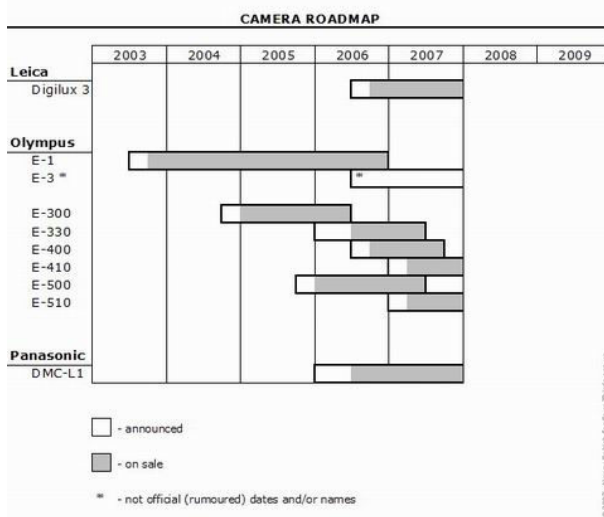 CAMERA ROADMAP
2003 2004 2005 2006 2007 2008 2009
Leica
Digilux 3
Olympus
E-1
E-3 * *
E-300
E-330
E-400
E-410
E-500
E-510
Panasonic
DMC-L1
- announced
- on sale
* - not official (rumoured) dates and/or names